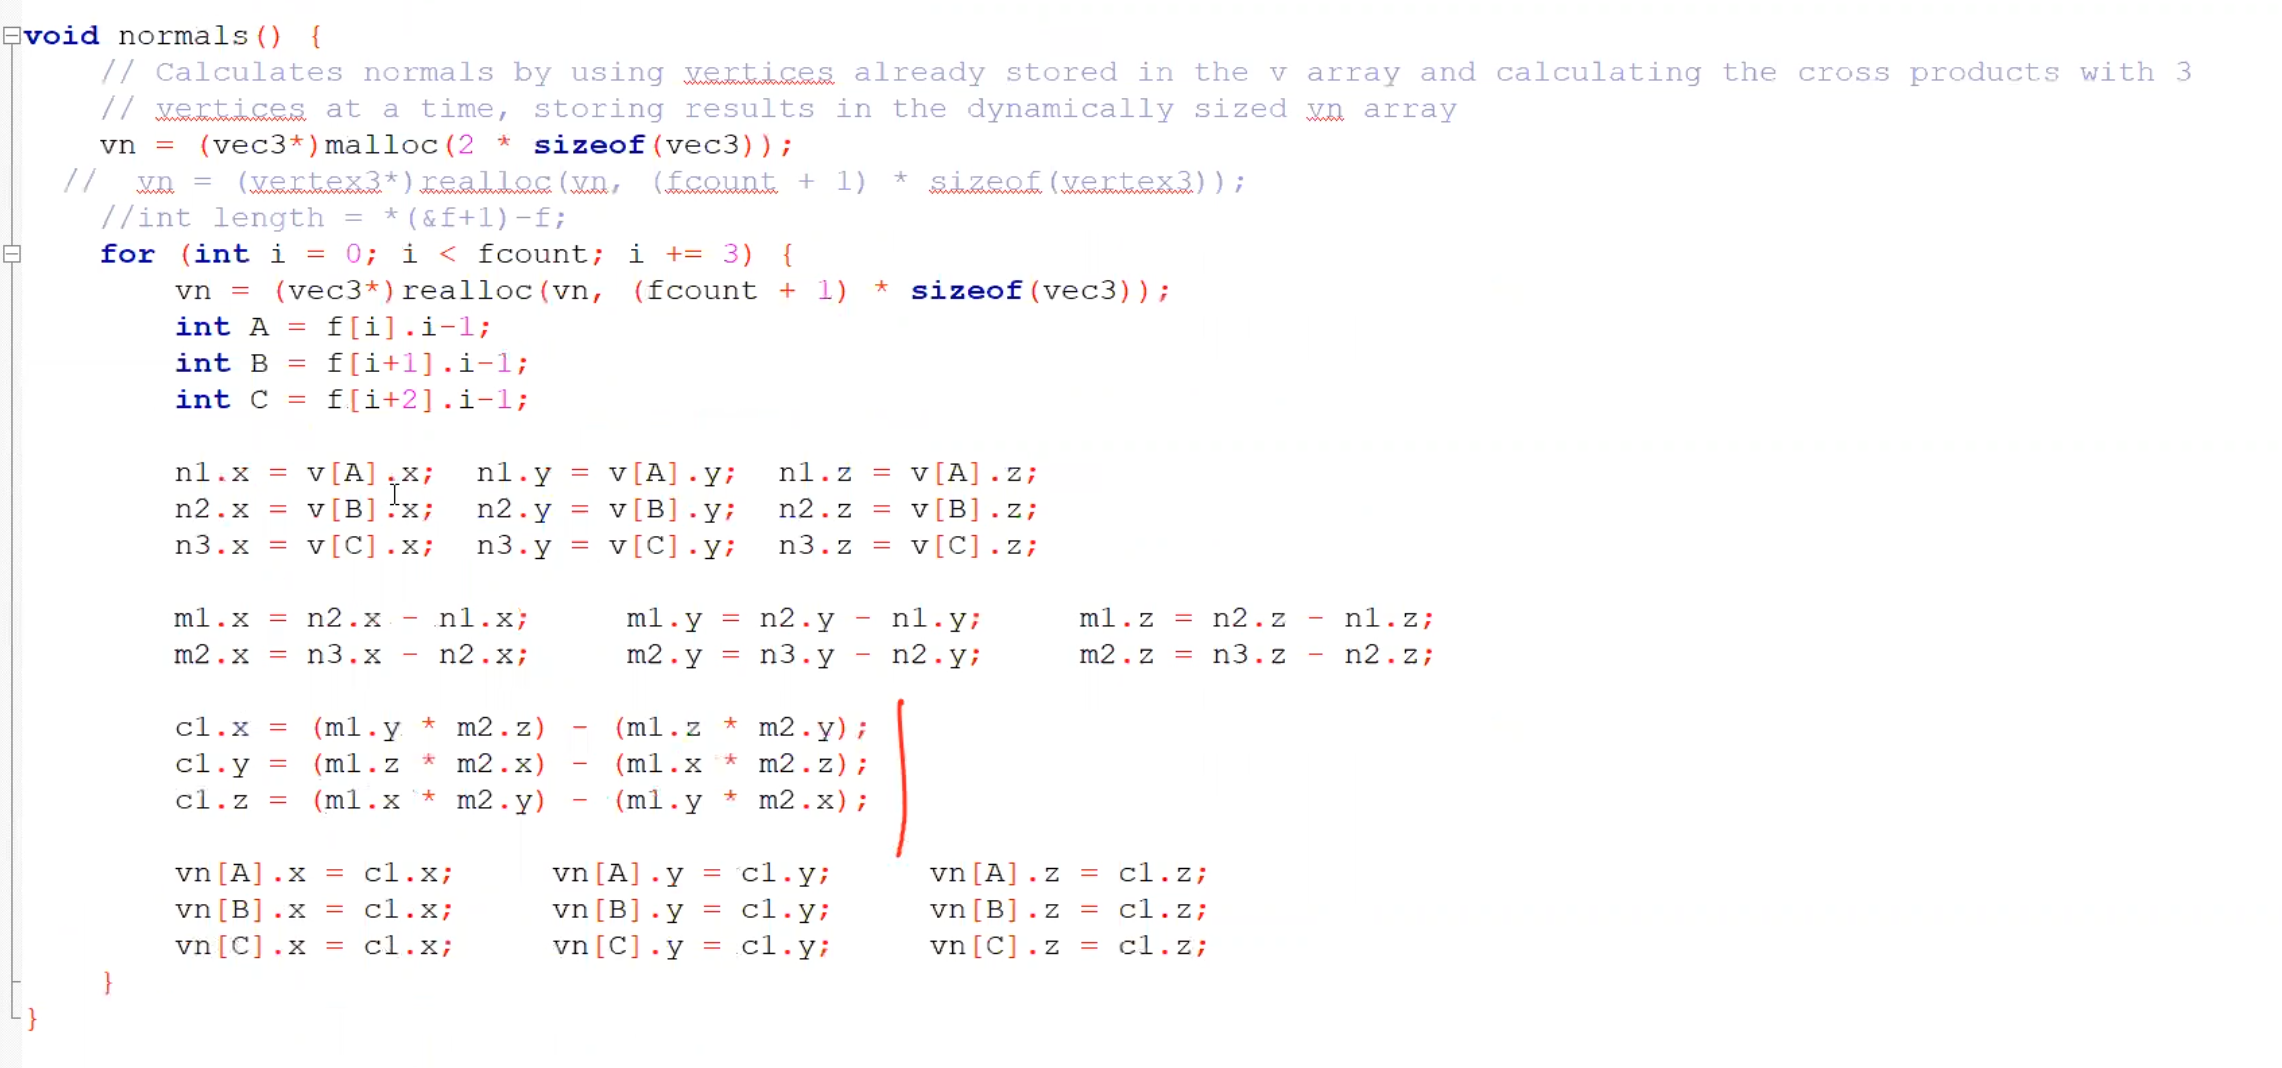 void normals() {
// Calculates normals by using vertices already stored in the v array and calculating the cross products with 3
// vertices at a time, storing results in the dynamically sized vn array
vn = (vec3*)malloc(2 * sizeof(vec3));
// vn = (vertex3*)realloc(vn, (fcount + 1) * sizeof(vertex3));
//int length = *(&f+1)-f;
for (int i = 0; i < fcount; i += 3) {
vn = (vec3*)realloc(vn, (fcount + 1) * sizeof(vec3));
int A = f[i].i-1;
int B = f[i+1].i-1;
int C = f[i+2].i-1;
n1.x = v[A].x; n1.y = v[A].y; n1.z = v[A].z;
n2.x = v[B].x; n2.y = v[B].y; n2.z = v[B].z;
n3.x = v[C].x; n3.y = v[C].y; n3.z = v[C].z;
m1.x = n2.x - n1.x; m1.y = n2.y - n1.y; m1.z = n2.z - n1.z;
m2.x = n3.x - n2.x; m2.y = n3.y - n2.y; m2.z = n3.z - n2.z;
c1.x = (m1.y * m2.z) - (m1.z * m2.y);
c1.y = (m1.z * m2.x) - (m1.x * m2.z);
c1.z = (m1.x * m2.y) - (m1.y * m2.x);
vn[A].x = c1.x; vn[A].y = c1.y; vn[A].z = c1.z;
vn[B].x = c1.x; vn[B].y = c1.y; vn[B].z = c1.z;
vn[C].x = c1.x; vn[C].y = c1.y; vn[C].z = c1.z;
}
}